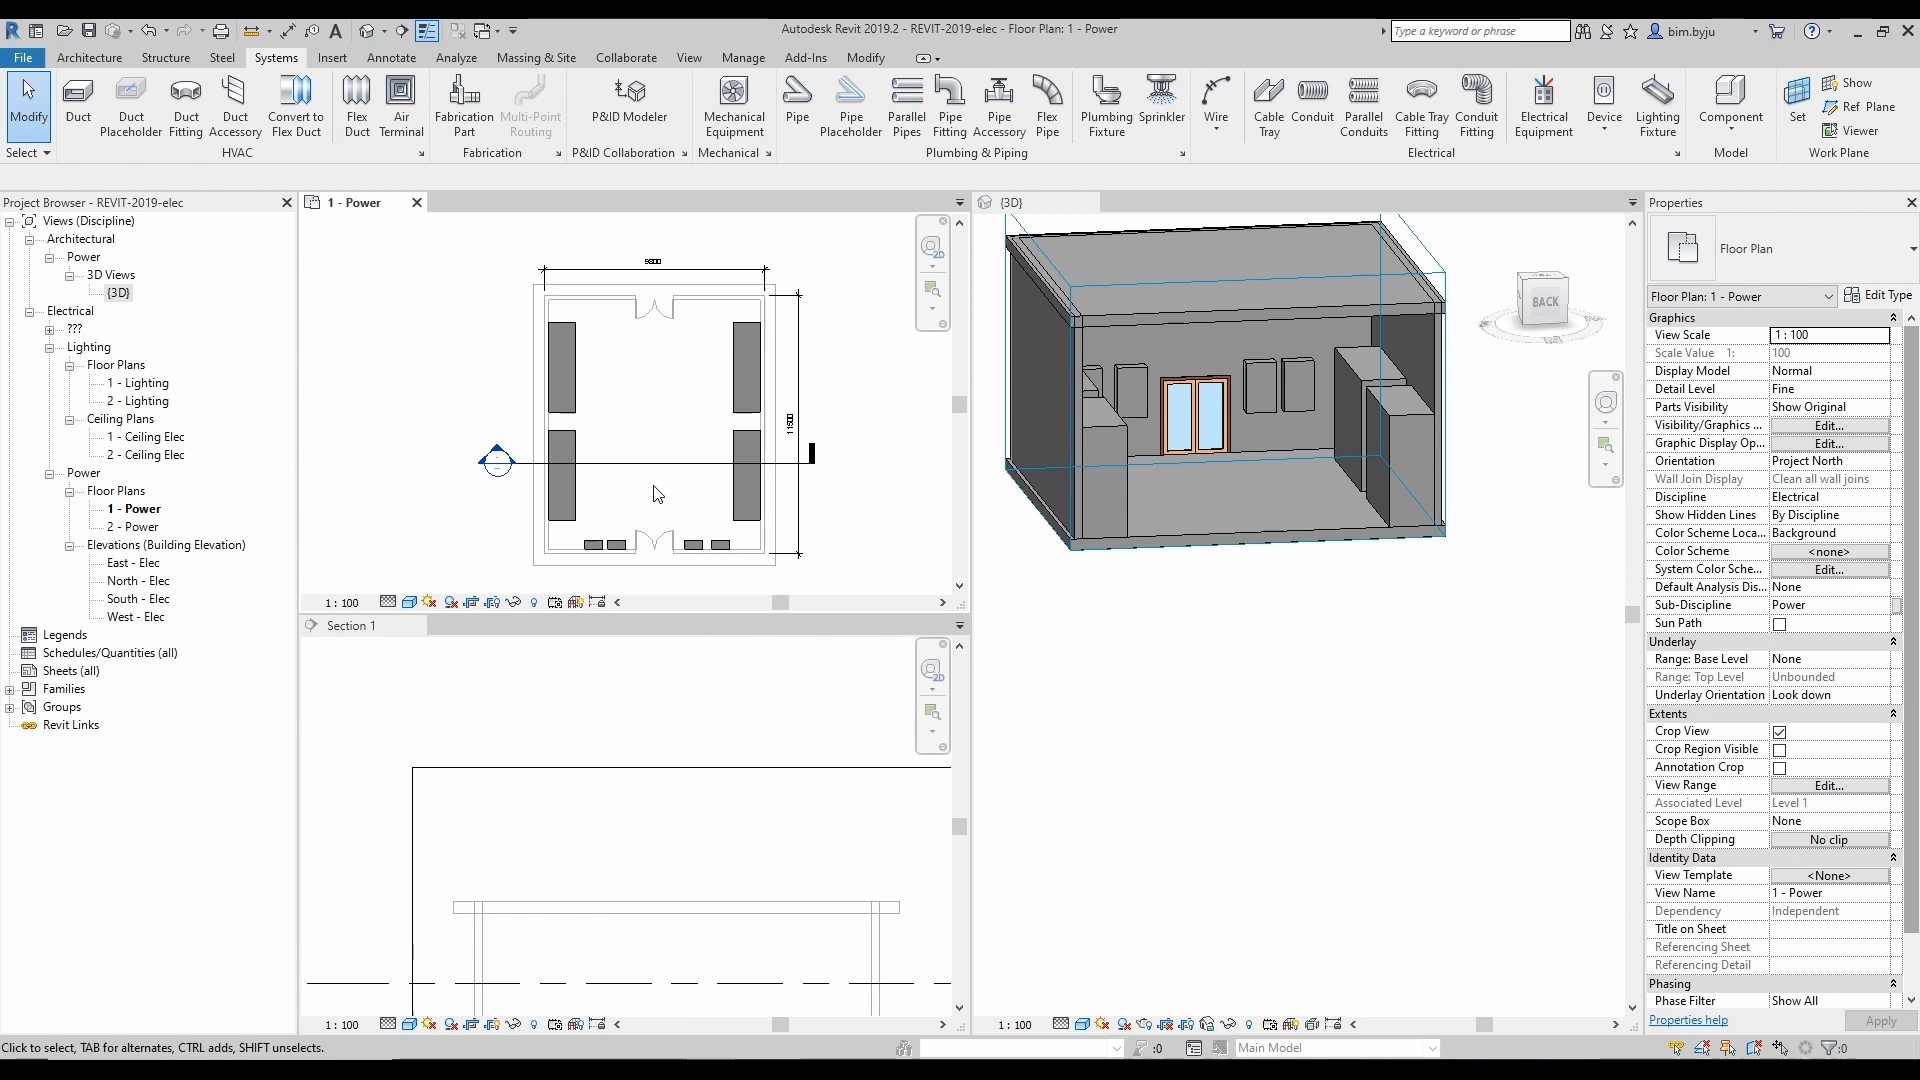 Autodesk Revit 2019.2 - REVIT-2019-elec - Floor Plan: 1 - Power
Type a keyword or phrase
bim.byju
File Architecture Structure Steel Systems Insert Annotate Analyze Massing & Site Collaborate View Manage Add-Ins Modify
Modify
Duct
Duct Placeholder
Duct Fitting
Duct Accessory
Convert to Flex Duct
Flex Duct
Air Terminal
Fabrication Part
Multi-Point Routing
P&ID Modeler
Mechanical Equipment
Pipe
Pipe Placeholder
Parallel Pipes
Pipe Fitting
Pipe Accessory
Flex Pipe
Plumbing Fixture
Sprinkler
Wire
Cable Tray
Conduit
Parallel Conduits
Cable Tray Fitting
Conduit Fitting
Electrical Equipment
Device
Lighting Fixture
Component
Set
Show
Ref Plane
Viewer
Select HVAC Fabrication P&ID Collaboration Mechanical Plumbing & Piping Electrical Model Work Plane
Project Browser - REVIT-2019-elec
Views (Discipline)
Architectural
Power
3D Views
{3D}
Electrical
???
Lighting
Floor Plans
1 - Lighting
2 - Lighting
Ceiling Plans
1 - Ceiling Elec
2 - Ceiling Elec
Power
Floor Plans
1 - Power
2 - Power
Elevations (Building Elevation)
East - Elec
North - Elec
South - Elec
West - Elec
Legends
Schedules/Quantities (all)
Sheets (all)
Families
Groups
Revit Links
1 - Power
2D
1 : 100
Section 1
2D
1 : 100
{3D}
BACK
1 : 100
Properties
Floor Plan
Floor Plan: 1 - Power Edit Type
Graphics
View Scale 1 : 100
Scale Value 1: 100
Display Model Normal
Detail Level Fine
Parts Visibility Show Original
Visibility/Graphics ... Edit...
Graphic Display Op... Edit...
Orientation Project North
Wall Join Display Clean all wall joins
Discipline Electrical
Show Hidden Lines By Discipline
Color Scheme Loca... Background
Color Scheme <none>
System Color Sche... Edit...
Default Analysis Dis... None
Sub-Discipline Power
Sun Path
Underlay
Range: Base Level None
Range: Top Level Unbounded
Underlay Orientation Look down
Extents
Crop View
Crop Region Visible
Annotation Crop
View Range Edit...
Associated Level Level 1
Scope Box None
Depth Clipping No clip
Identity Data
View Template <None>
View Name 1 - Power
Dependency Independent
Title on Sheet
Referencing Sheet
Referencing Detail
Phasing
Phase Filter Show All
Properties help Apply
Click to select, TAB for alternates, CTRL adds, SHIFT unselects.
:0
Main Model
:0